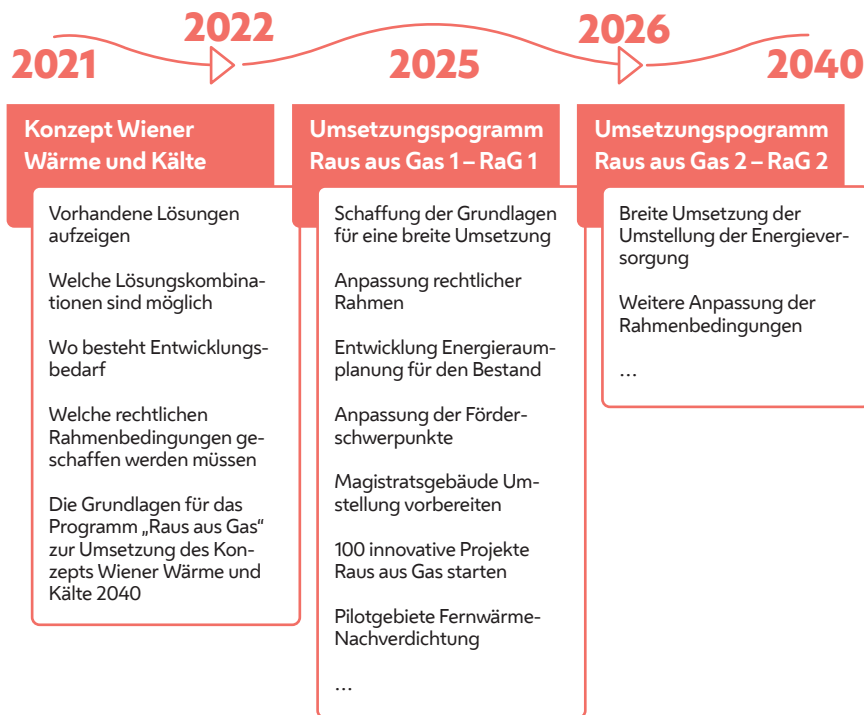 2021
2022
2025
2026
2040
Konzept Wiener
Wärme und Kälte
Vorhandene Lösungen
aufzeigen
Welche Lösungskombina-
tionen sind möglich
Wo besteht Entwicklungs-
bedarf
Welche rechtlichen
Rahmenbedingungen ge-
schaffen werden müssen
Die Grundlagen für das
Programm „Raus aus Gas“
zur Umsetzung des Kon-
zepts Wiener Wärme und
Kälte 2040
Umsetzungspogramm
Raus aus Gas 1 – RaG 1
Schaffung der Grundlagen
für eine breite Umsetzung
Anpassung rechtlicher
Rahmen
Entwicklung Energieraum-
planung für den Bestand
Anpassung der Förder-
schwerpunkte
Magistratsgebäude Um-
stellung vorbereiten
100 innovative Projekte
Raus aus Gas starten
Pilotgebiete Fernwärme-
Nachverdichtung
...
Umsetzungspogramm
Raus aus Gas 2 – RaG 2
Breite Umsetzung der
Umstellung der Energiever-
sorgung
Weitere Anpassung der
Rahmenbedingungen
...